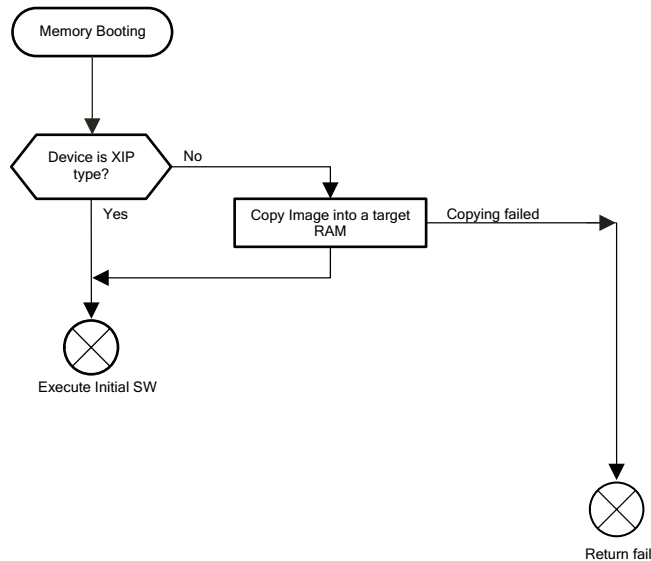 Memory Booting
Device is XIP
type?
No
Yes
Copy Image into a target
RAM
Copying failed
Execute Initial SW
Return fail